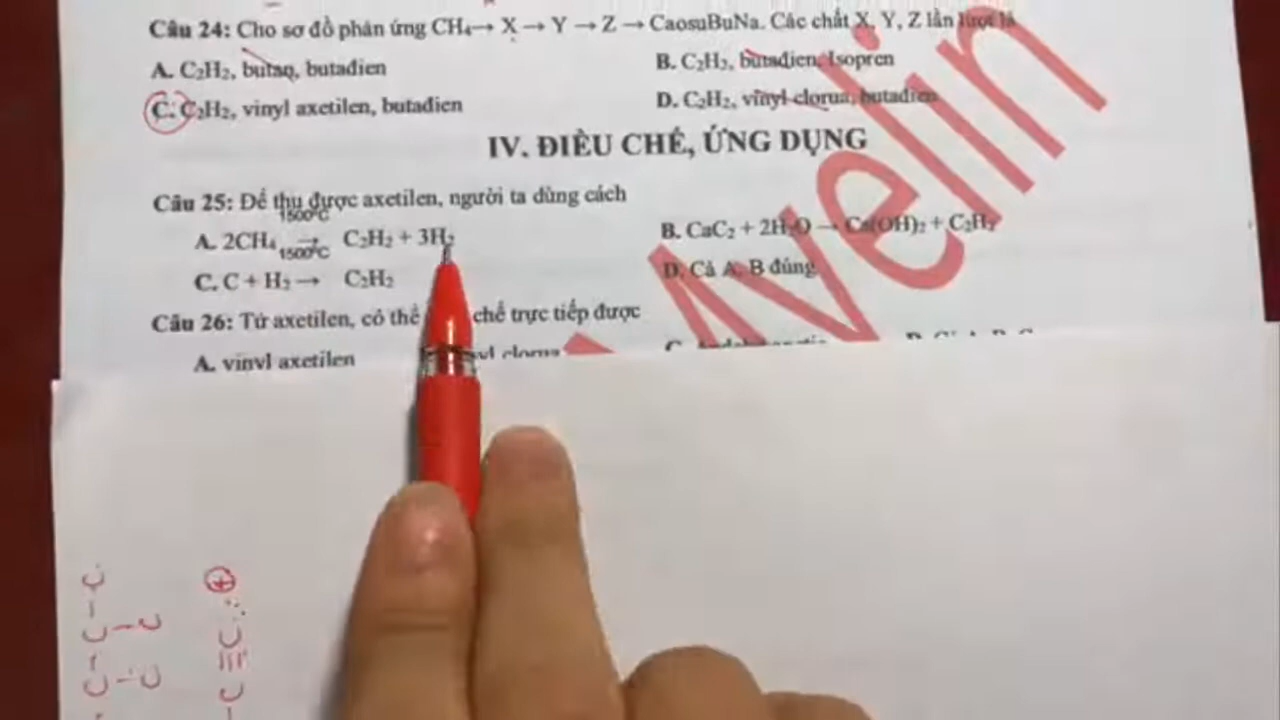 Câu 24: Cho sơ đồ phản ứng CH₄→ X → Y → Z → CaosuBuNa. Các chất X, Y, Z lần lượt là
A. C₂H₂, butan, butađien B. C₂H₂, butađien, Isopren
C. C₂H₂, vinyl axetilen, butađien D. C₂H₂, vinyl clorua, butađien
IV. ĐIỀU CHẾ, ỨNG DỤNG
Câu 25: Để thu được axetilen, người ta dùng cách
1500°C
A. 2CH₄ → C₂H₂ + 3H₂ B. CaC₂ + 2H₂O → Ca(OH)₂ + C₂H₂
1500°C
C. C + H₂ → C₂H₂ D. Cả A, B đúng
Câu 26: Từ axetilen, có thể chế trực tiếp được
A. vinyl axetilen clorua
Avelin